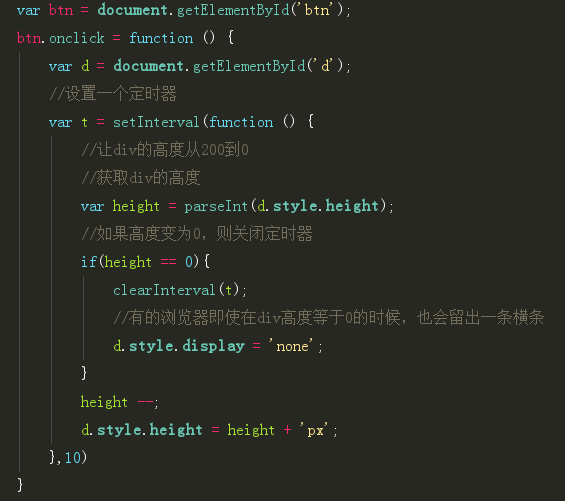 var btn = document.getElementById('btn');
btn.onclick = function () {
var d = document.getElementById('d');
//设置一个定时器
var t = setInterval(function () {
//让div的高度从200到0
//获取div的高度
var height = parseInt(d.style.height);
//如果高度变为0，则关闭定时器
if(height == 0){
clearInterval(t);
//有的浏览器即使在div高度等于0的时候，也会留出一条横条
d.style.display = 'none';
}
height --;
d.style.height = height + 'px';
},10)
}